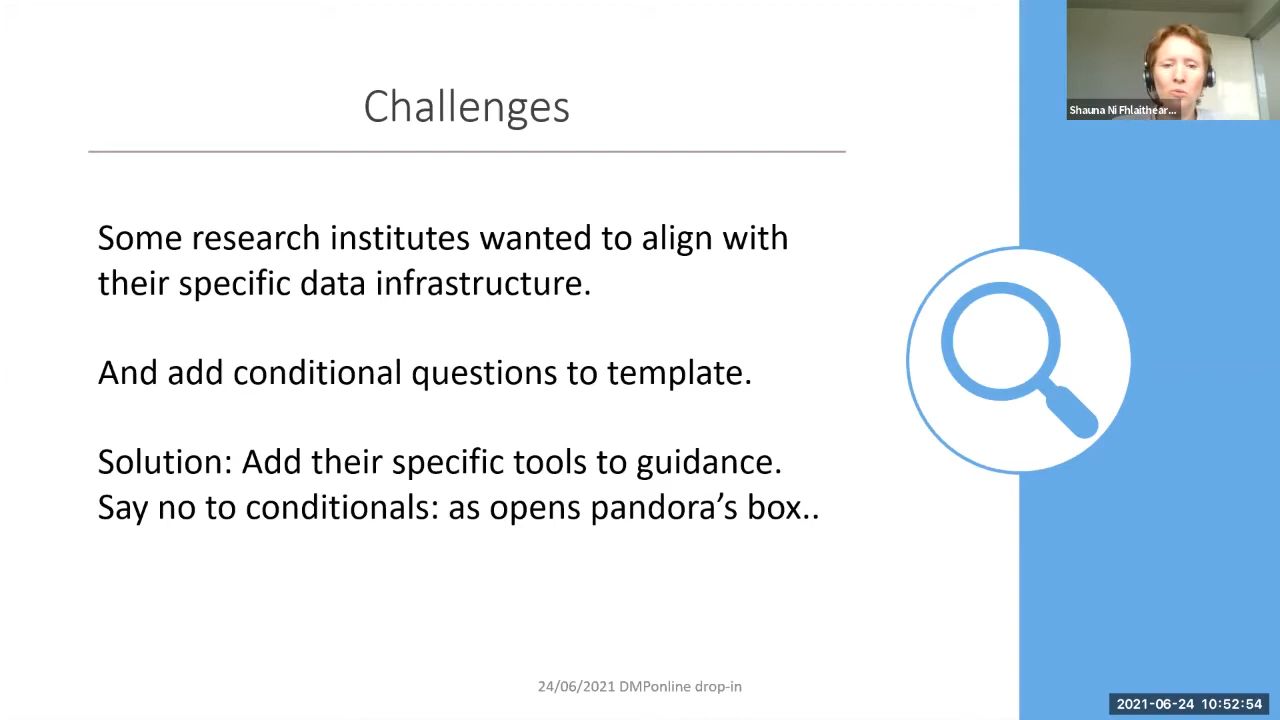 Challenges
Shauna Ni Fhlaithear...
Some research institutes wanted to align with
their specific data infrastructure.
And add conditional questions to template.
Solution: Add their specific tools to guidance.
Say no to conditionals: as opens pandora’s box..
24/06/2021 DMPonline drop-in
2021-06-24 10:52:54